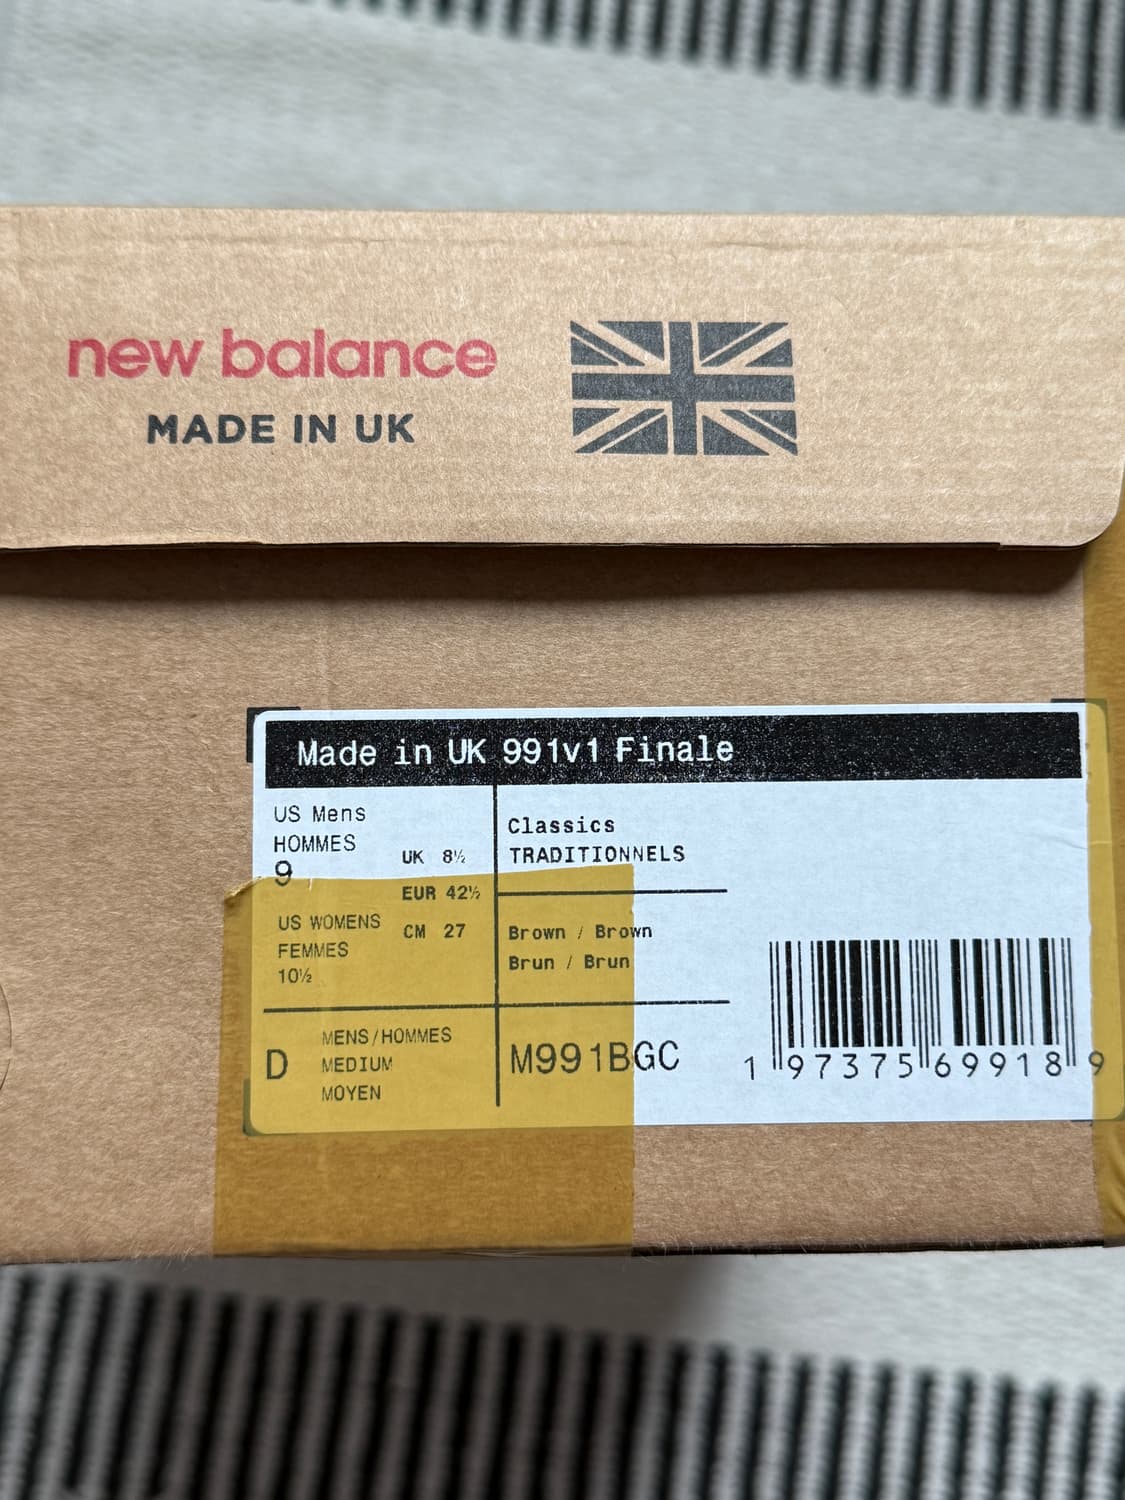 new balance
MADE IN UK
Made in UK 991v1 Finale
US Mens
HOMMES
9
UK 8½
EUR 42½
CM 27
US WOMENS
FEMMES
10½
Classics
TRADITIONNELS
Brown / Brown
Brun / Brun
D
MENS/HOMMES
MEDIUM
MOYEN
M991BGC
1 97375 69918 9